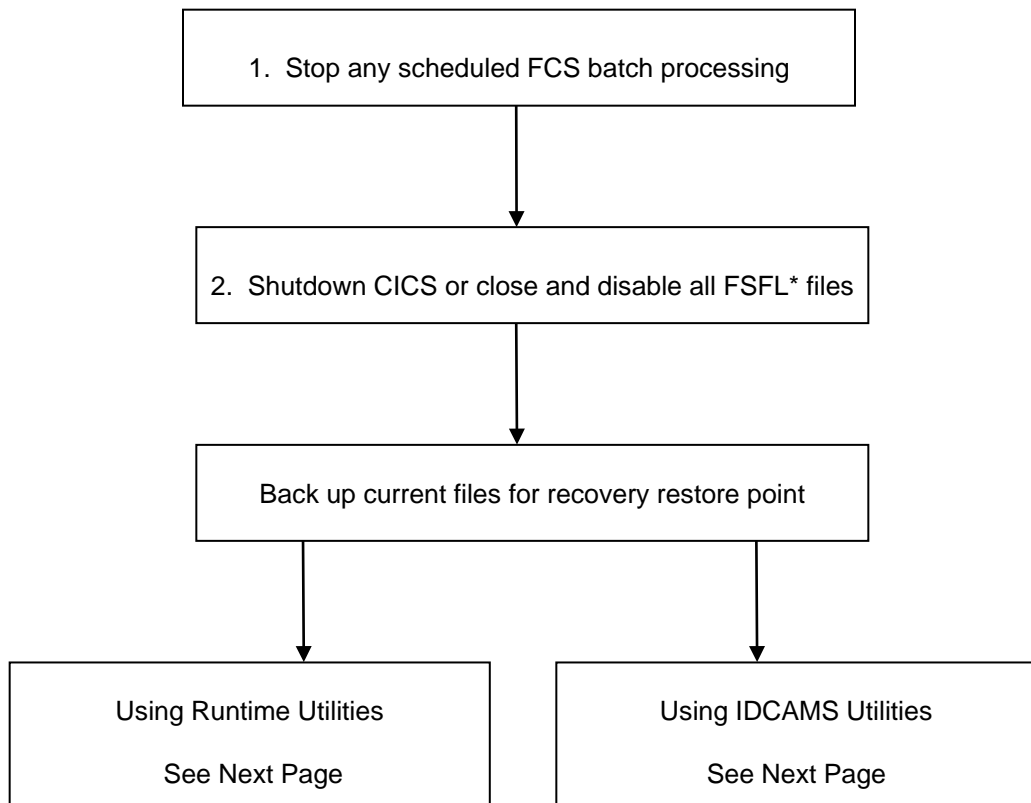 1. Stop any scheduled FCS batch processing
2. Shutdown CICS or close and disable all FSFL* files
Back up current files for recovery restore point
Using Runtime Utilities
See Next Page
Using IDCAMS Utilities
See Next Page